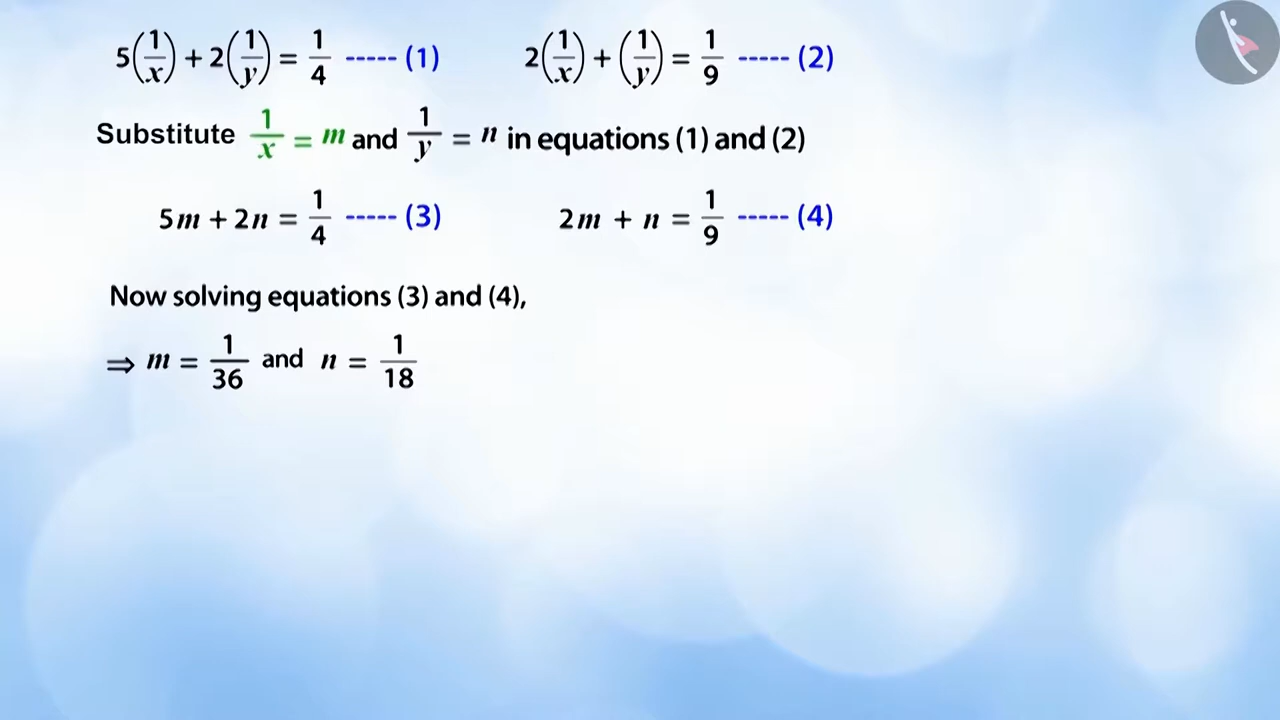 5(1/x) + 2(1/y) = 1/4 ----- (1) 2(1/x) + (1/y) = 1/9 ----- (2)
Substitute 1/x = m and 1/y = n in equations (1) and (2)
5m + 2n = 1/4 ----- (3) 2m + n = 1/9 ----- (4)
Now solving equations (3) and (4),
⇒ m = 1/36 and n = 1/18